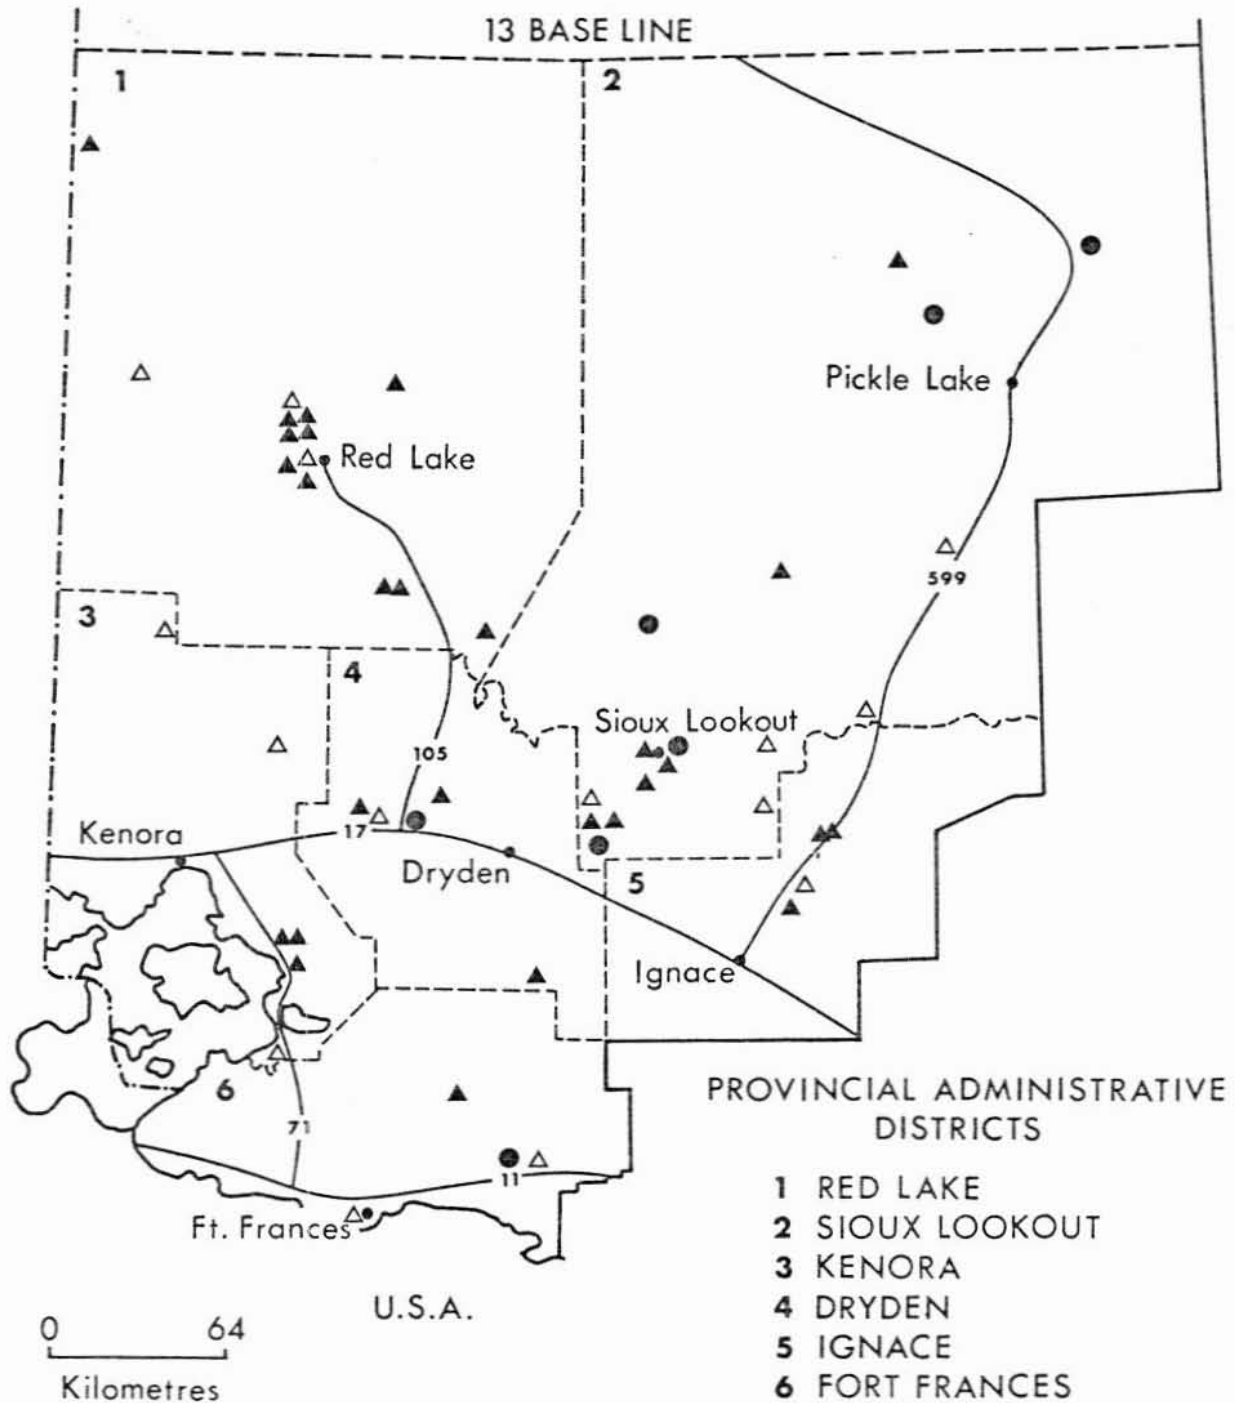 13 BASE LINE
1
2
Pickle Lake
Red Lake
599
3
4
Sioux Lookout
105
Kenora
17
Dryden
5
Ignace
6
71
11
Ft. Frances
U.S.A.
0 64
Kilometres
PROVINCIAL ADMINISTRATIVE
DISTRICTS
1 RED LAKE
2 SIOUX LOOKOUT
3 KENORA
4 DRYDEN
5 IGNACE
6 FORT FRANCES